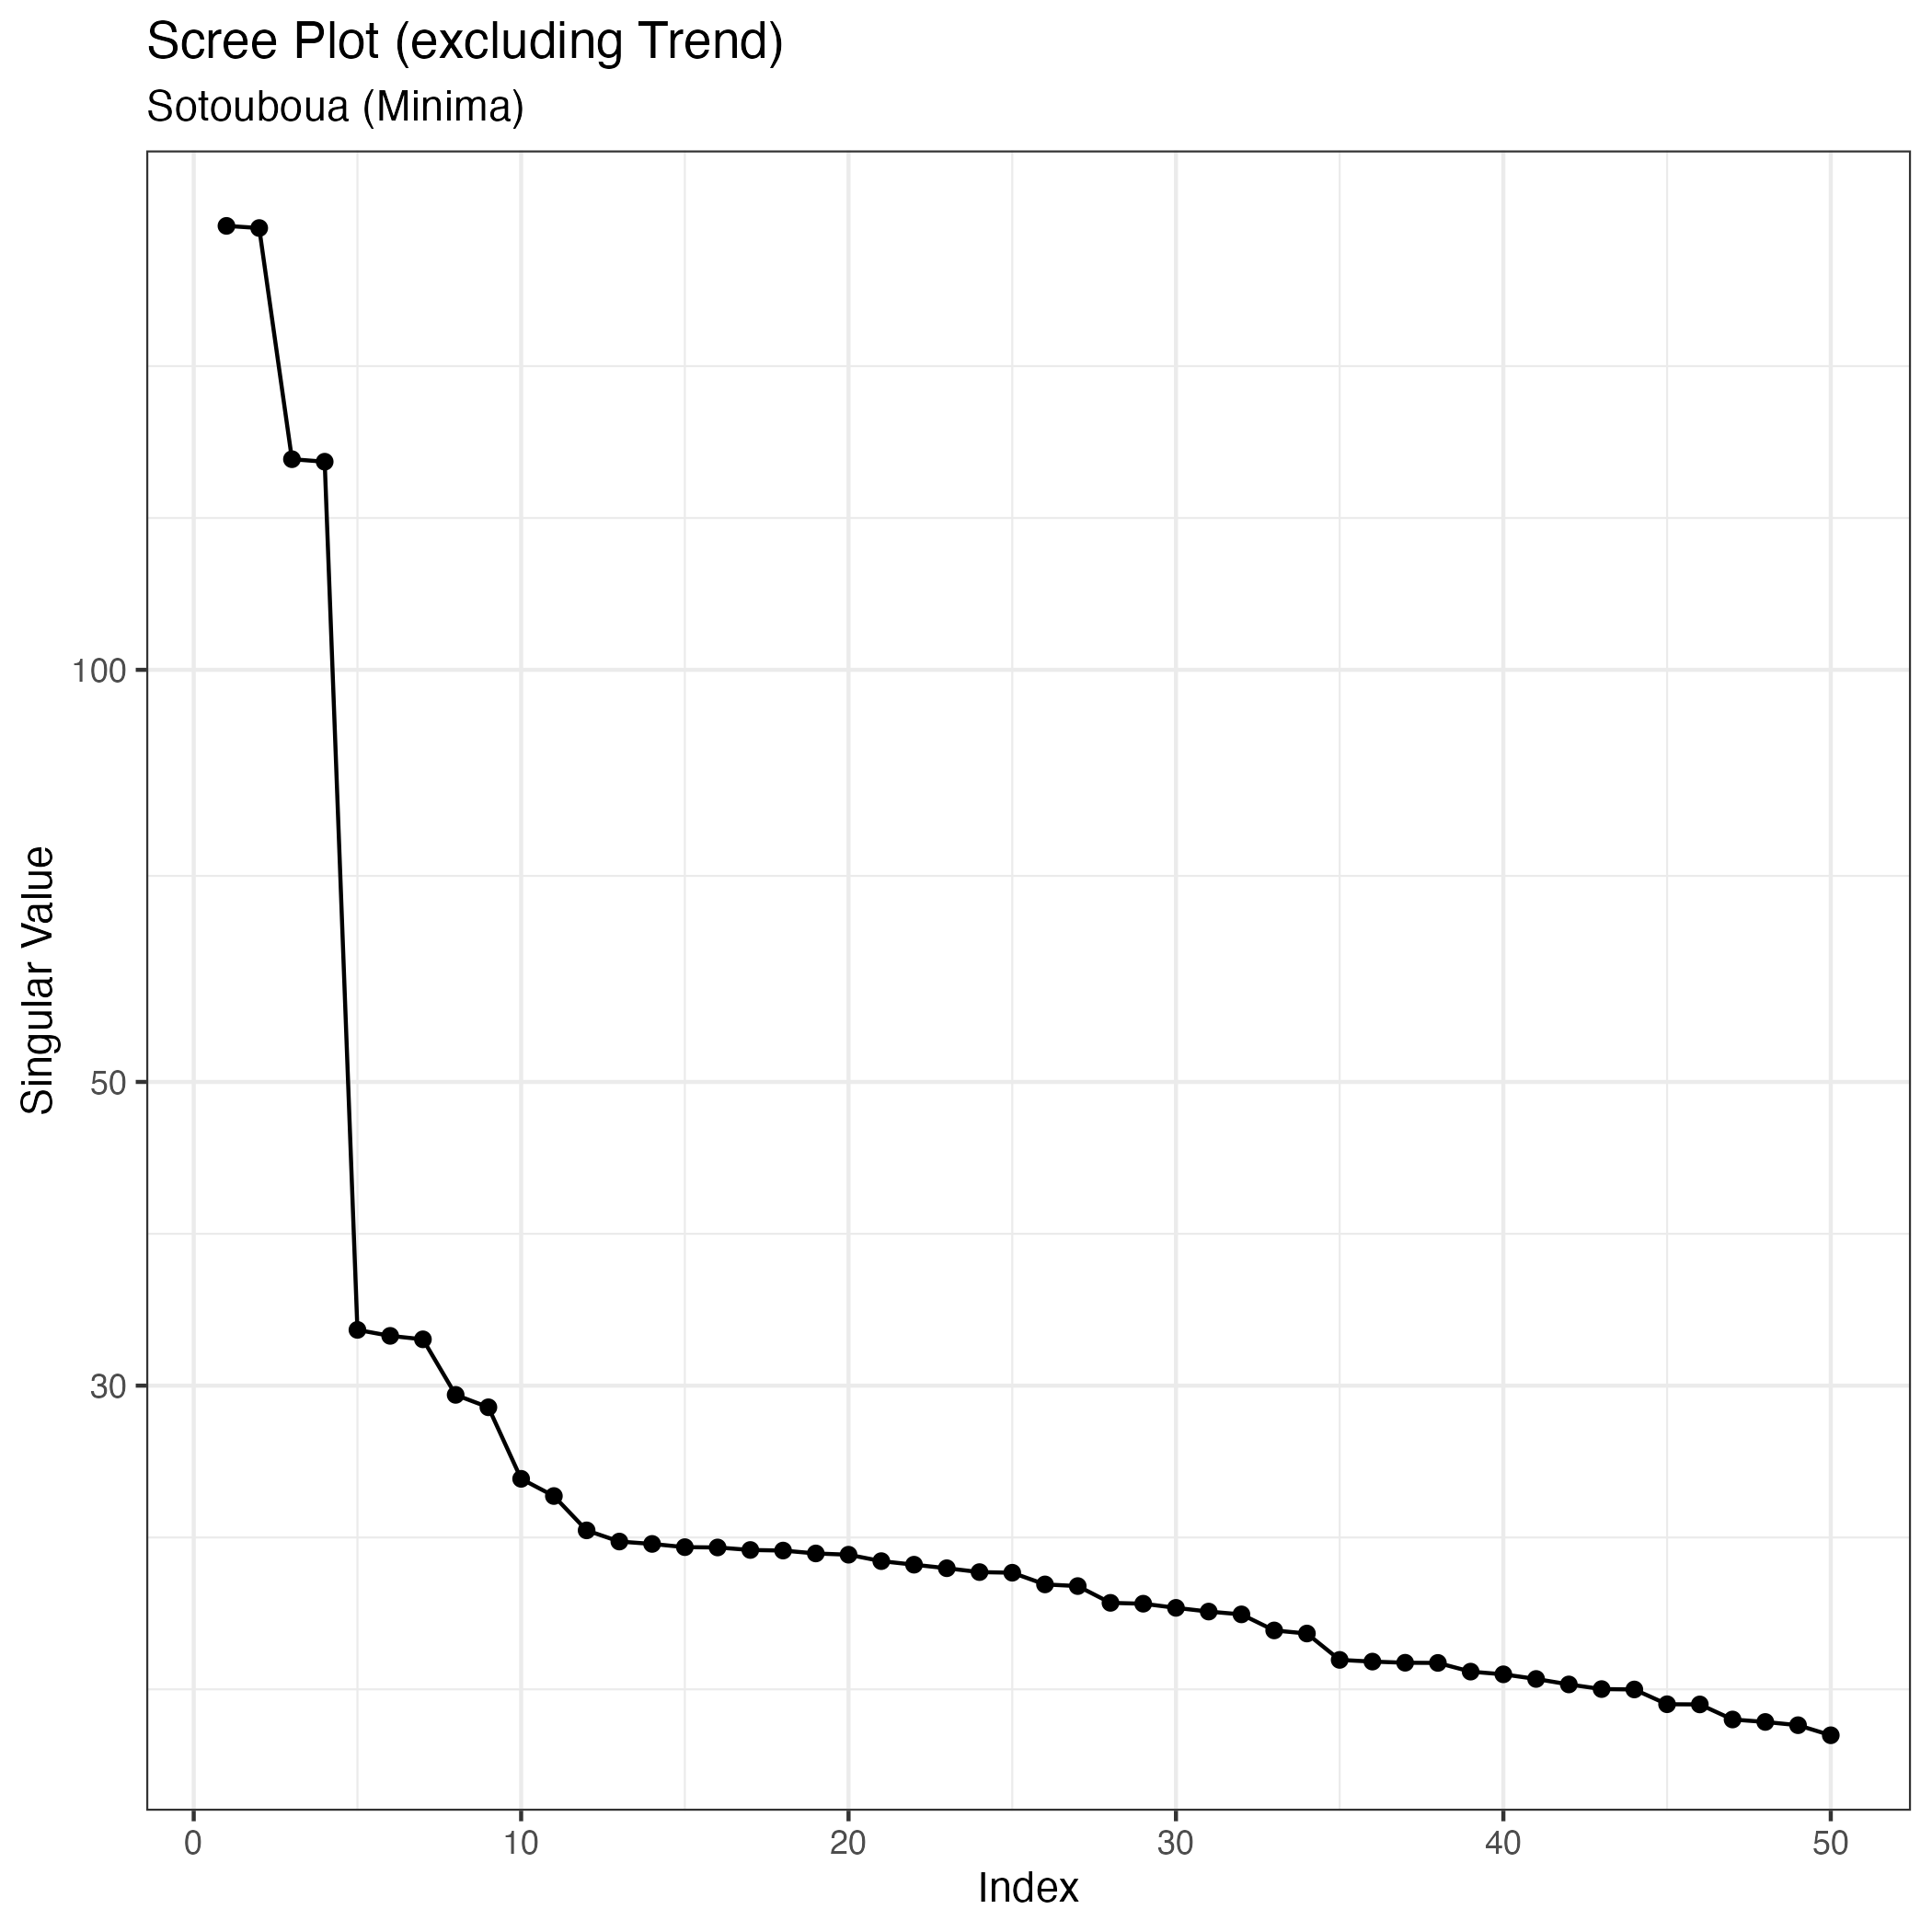 Scree Plot (excluding Trend)
Sotouboua (Minima)
Singular Value
100
50
30
0 10 20 30 40 50
Index